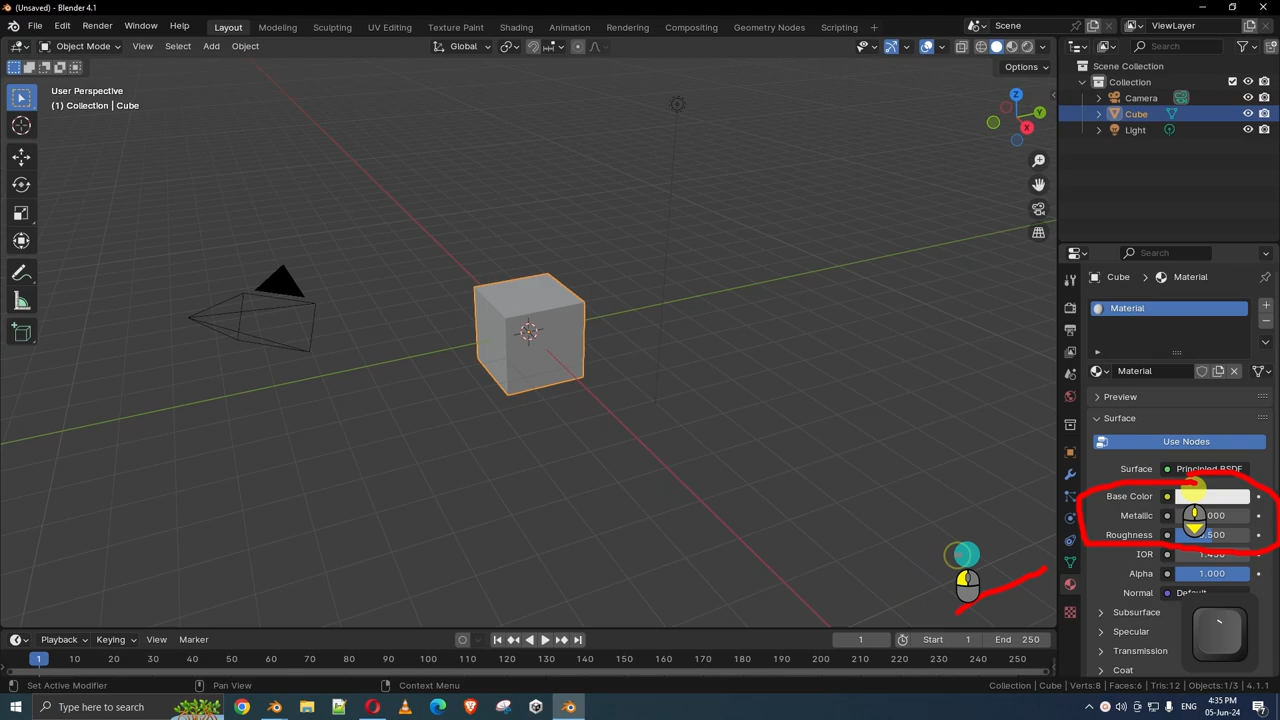 (Unsaved) - Blender 4.1
File Edit Render Window Help Layout Modeling Sculpting UV Editing Texture Paint Shading Animation Rendering Compositing Geometry Nodes Scripting + Scene ViewLayer
Object Mode View Select Add Object Global Search
Options
User Perspective
(1) Collection | Cube
Z
Y
X
Scene Collection
Collection
Camera
Cube
Light
Search
Cube Material
Material
Material
Preview
Surface
Use Nodes
Surface Principled BSDF
Base Color
Metallic
Roughness
IOR 1.450
Alpha 1.000
Normal Default
Subsurface
Specular
Transmission
Coat
Playback Keying View Marker 1 Start 1 End 250
1 10 20 30 40 50 60 70 80 90 100 110 120 130 140 150 160 170 180 190 200 210 220 230 240 250
Set Active Modifier Pan View Context Menu Collection | Cube | Verts:8 | Faces:6 | Tris:12 | Objects:1/3 | 4.1.1
Type here to search
ENG
4:35 PM
05-Jun-24